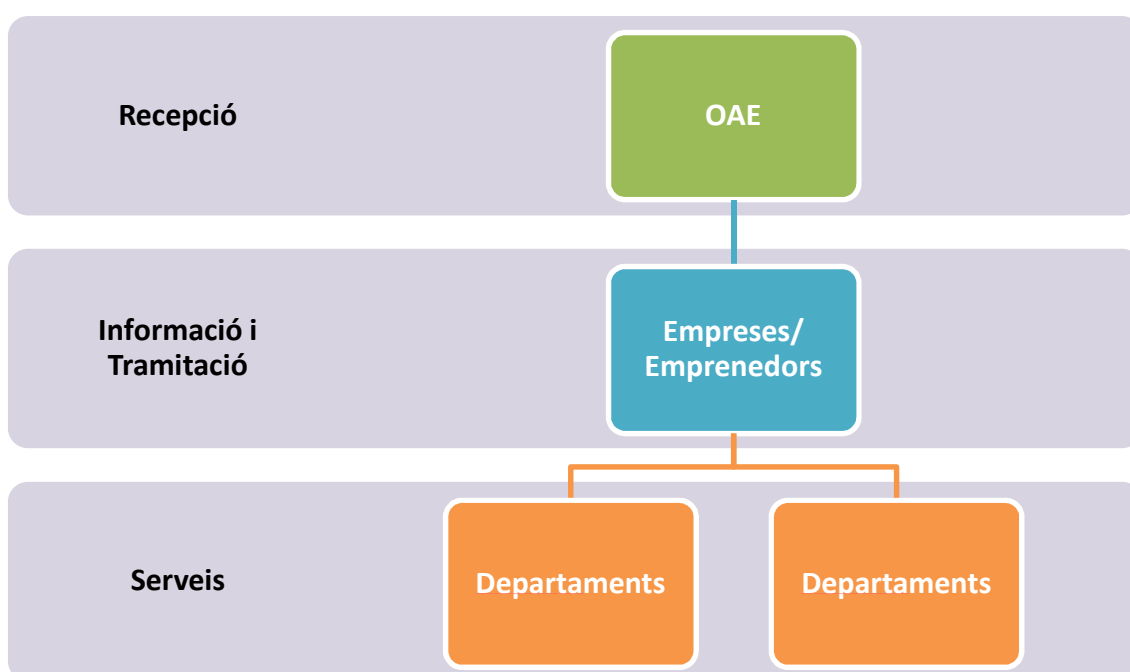 Recepció
OAE
Informació i
Tramitació
Empreses/
Emprenedors
Serveis
Departaments
Departaments